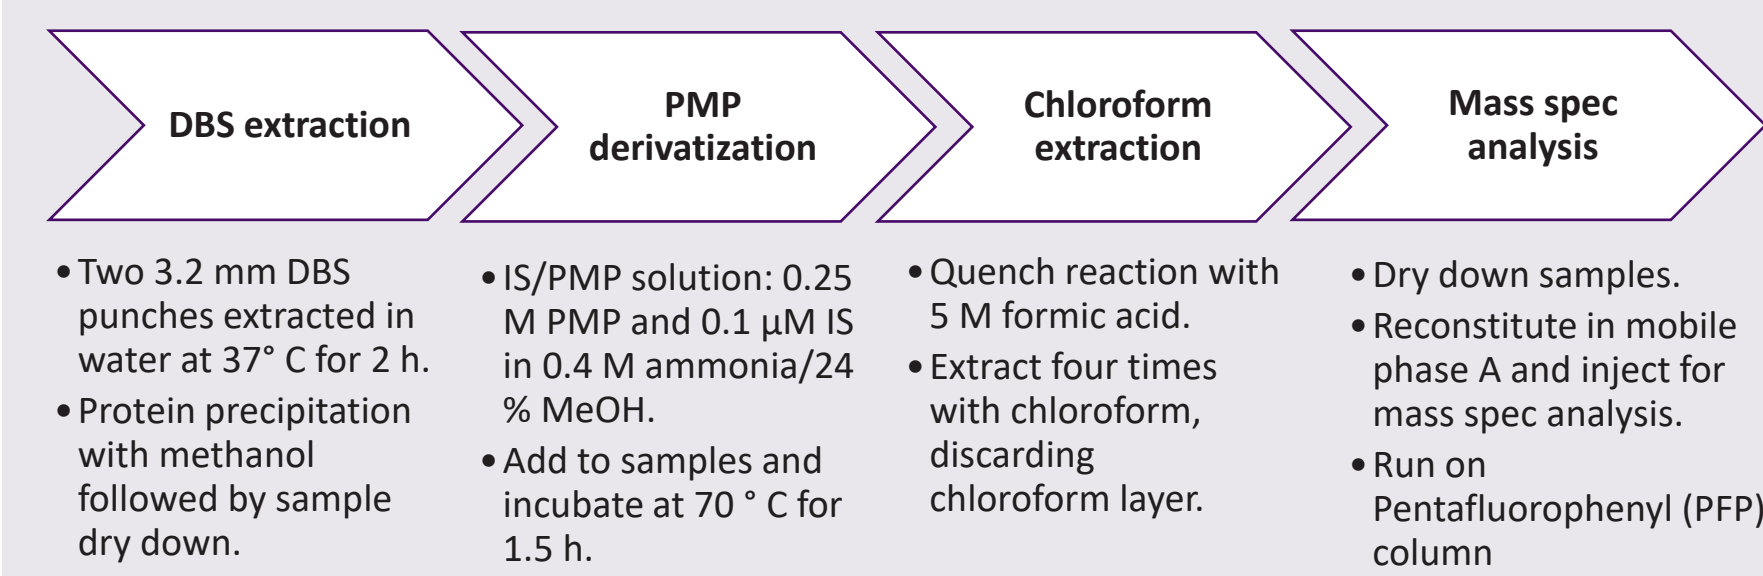 DBS extraction
• Two 3.2 mm DBS
punches extracted in
water at 37° C for 2 h.
• Protein precipitation
with methanol
followed by sample
dry down.
PMP
derivatization
• IS/PMP solution: 0.25
M PMP and 0.1 µM IS
in 0.4 M ammonia/24
% MeOH.
• Add to samples and
incubate at 70 ° C for
1.5 h.
Chloroform
extraction
• Quench reaction with
5 M formic acid.
• Extract four times
with chloroform,
discarding
chloroform layer.
Mass spec
analysis
• Dry down samples.
• Reconstitute in mobile
phase A and inject for
mass spec analysis.
• Run on
Pentafluorophenyl (PFP)
column